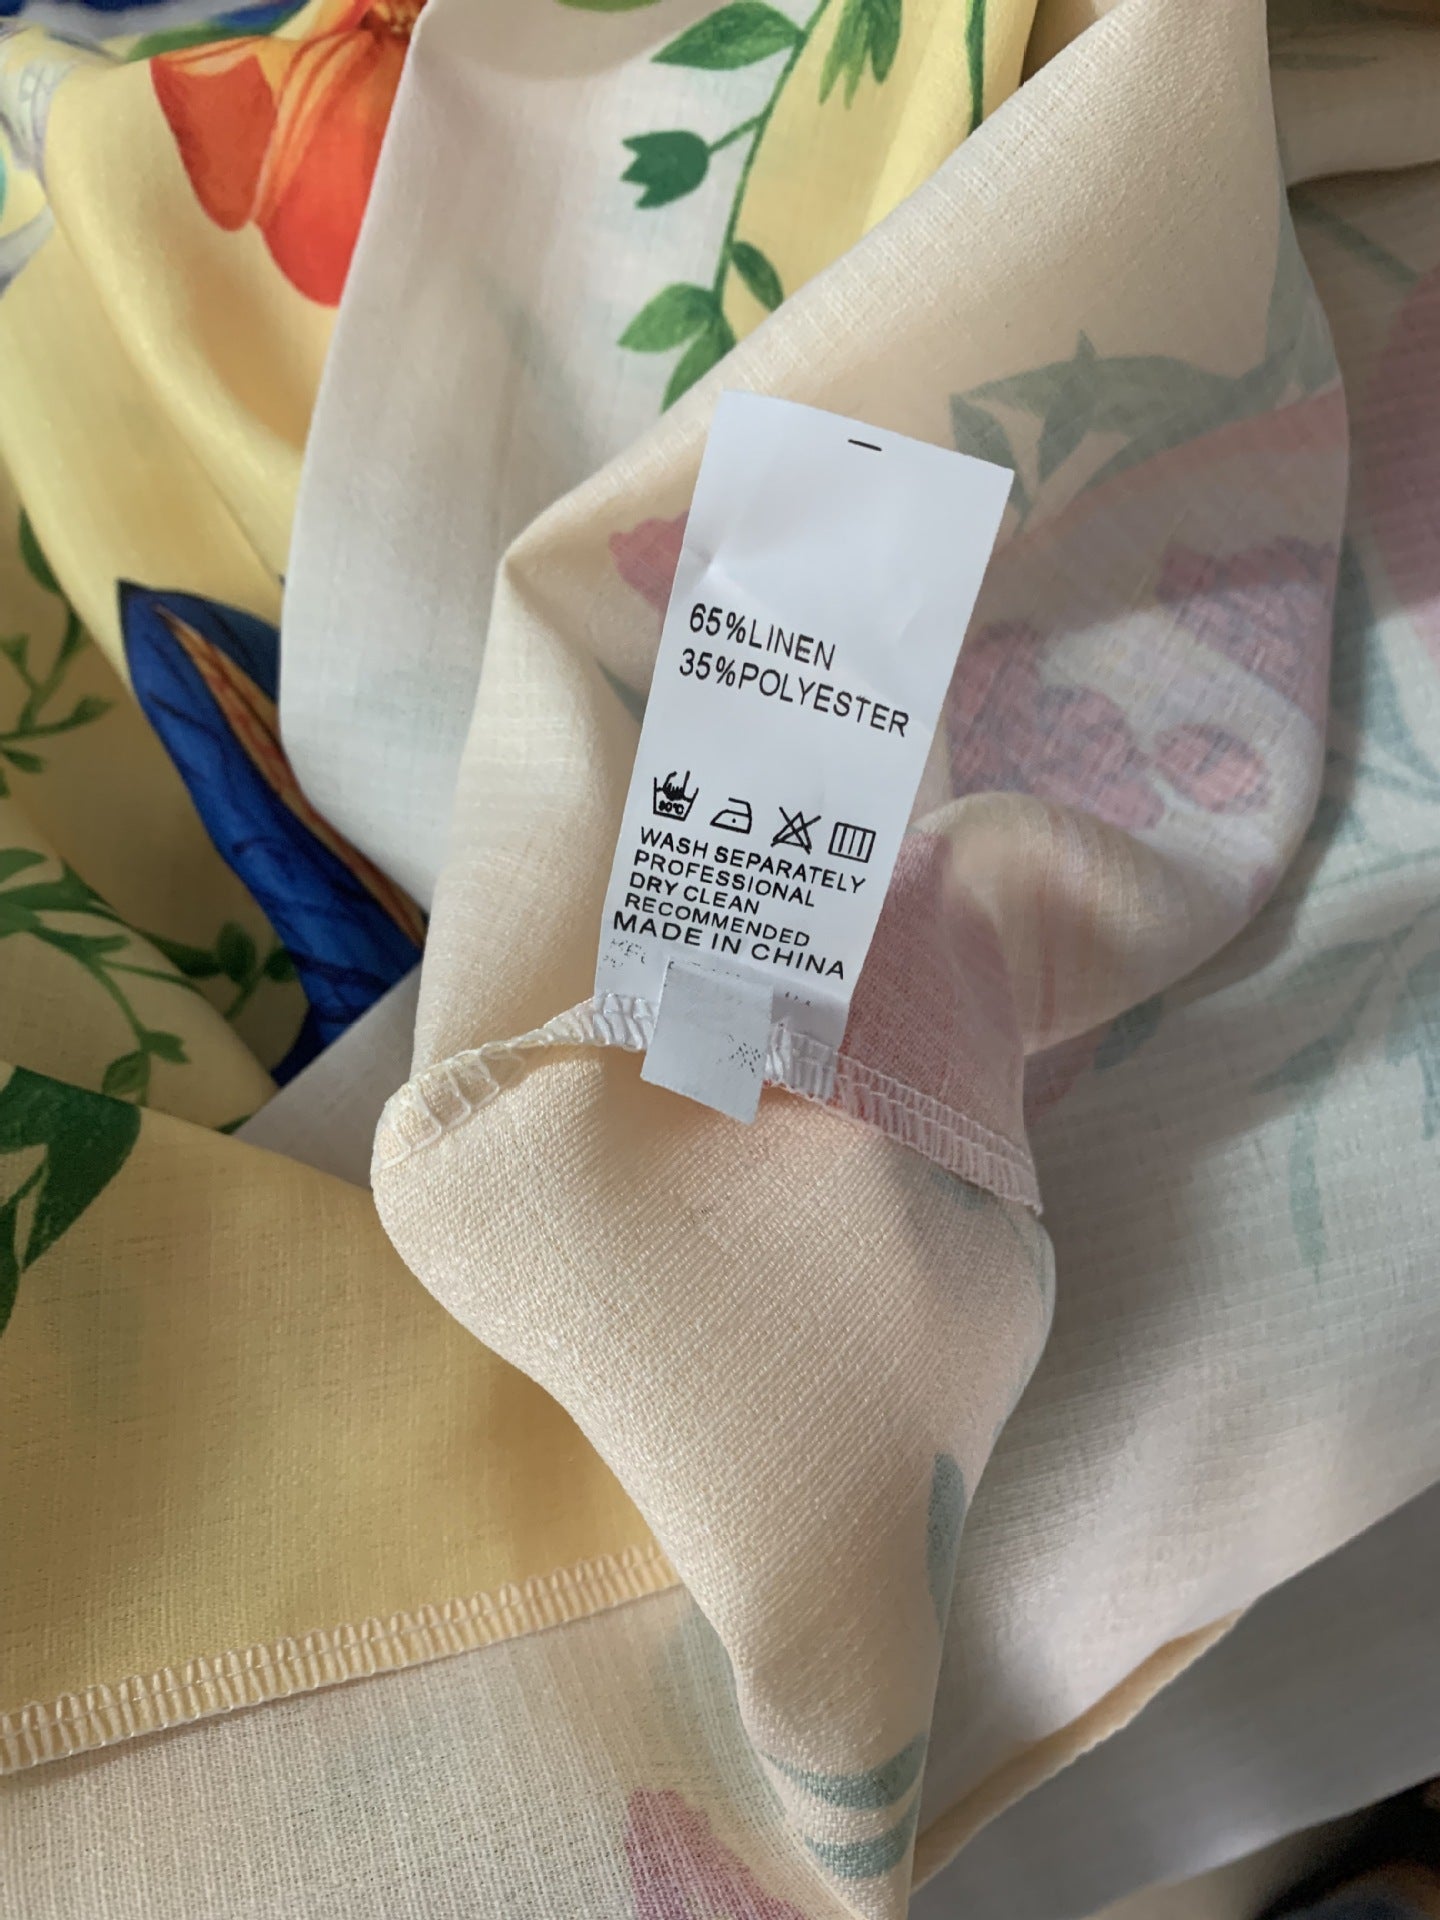 65%LINEN
35%POLYESTER
WASH SEPARATELY
PROFESSIONAL
DRY CLEAN
RECOMMENDED
MADE IN CHINA